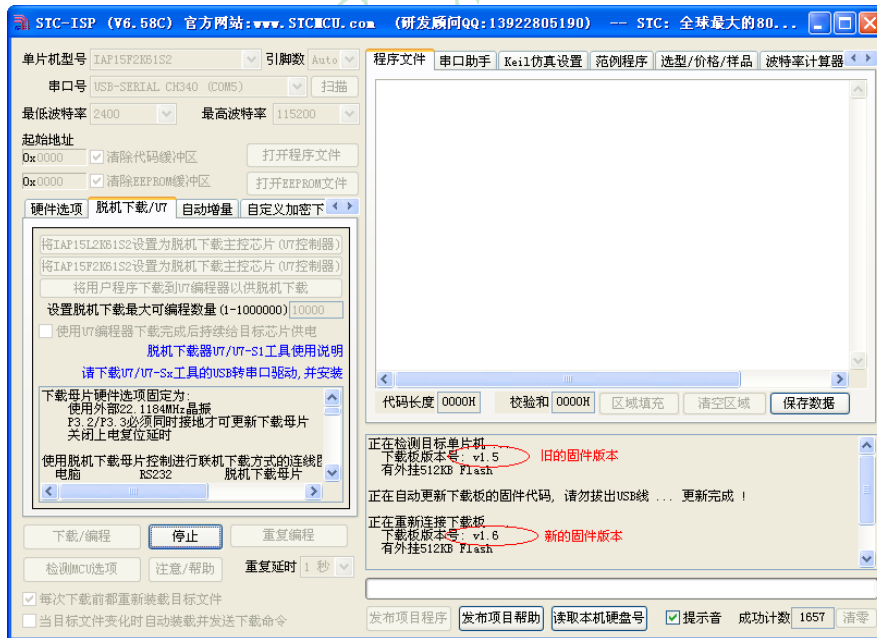 STC-ISP (V6.58C) 官方网站:www.STCMCU.com (研发顾问QQ:13922805190) -- STC: 全球最大的80...
单片机型号 IAP15F2K61S2 引脚数 Auto
串口号 USB-SERIAL CH340 (COM5) 扫描
最低波特率 2400 最高波特率 115200
起始地址
0x0000 清除代码缓冲区 打开程序文件
0x0000 清除EEPROM缓冲区 打开EEPROM文件
硬件选项 脱机下载/U7 自动增量 自定义加密下
将IAP15L2K61S2设置为脱机下载主控芯片(U7控制器)
将IAP15F2K61S2设置为脱机下载主控芯片(U7控制器)
将用户程序下载到U7编程器以供脱机下载
设置脱机下载最大可编程数量(1-1000000) 10000
使用U7编程器下载完成后持续给目标芯片供电
脱机下载器U7/U7-S1工具使用说明
请下载U7/U7-Sx工具的USB转串口驱动,并安装
下载母片硬件选项固定为:
使用外部22.1184MHz晶振
P3.2/P3.3必须同时接地才可更新下载母片
关闭上电复位延时
使用脱机下载母片控制进行联机下载方式的连线图
电脑 RS232 脱机下载母片
下载/编程 停止 重复编程
检测MCU选项 注意/帮助 重复延时 1 秒
每次下载前都重新装载目标文件
当目标文件变化时自动装载并发送下载命令
程序文件 串口助手 Keil仿真设置 范例程序 选型/价格/样品 波特率计算器
代码长度 0000H 校验和 0000H 区域填充 清空区域 保存数据
正在检测目标单片机 ...
下载板版本号: v1.5 旧的固件版本
有外挂512KB Flash
正在自动更新下载板的固件代码, 请勿拔出USB线 ... 更新完成 !
正在重新连接下载板 ...
下载板版本号: v1.6 新的固件版本
有外挂512KB Flash
发布项目程序 发布项目帮助 读取本机硬盘号 提示音 成功计数 1657 清零